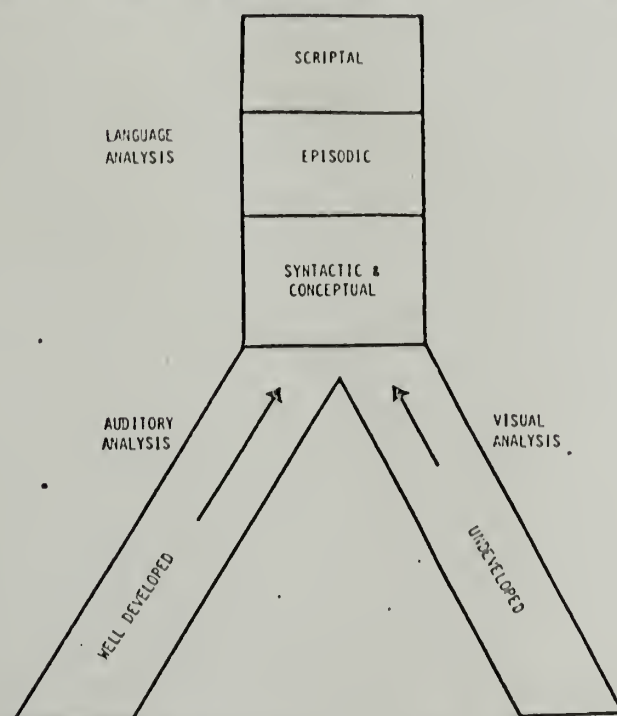 SCRIPTAL
LANGUAGE
ANALYSIS
EPISODIC
SYNTACTIC &
CONCEPTUAL
AUDITORY
ANALYSIS
VISUAL
ANALYSIS
WELL DEVELOPED
UNDEVELOPED